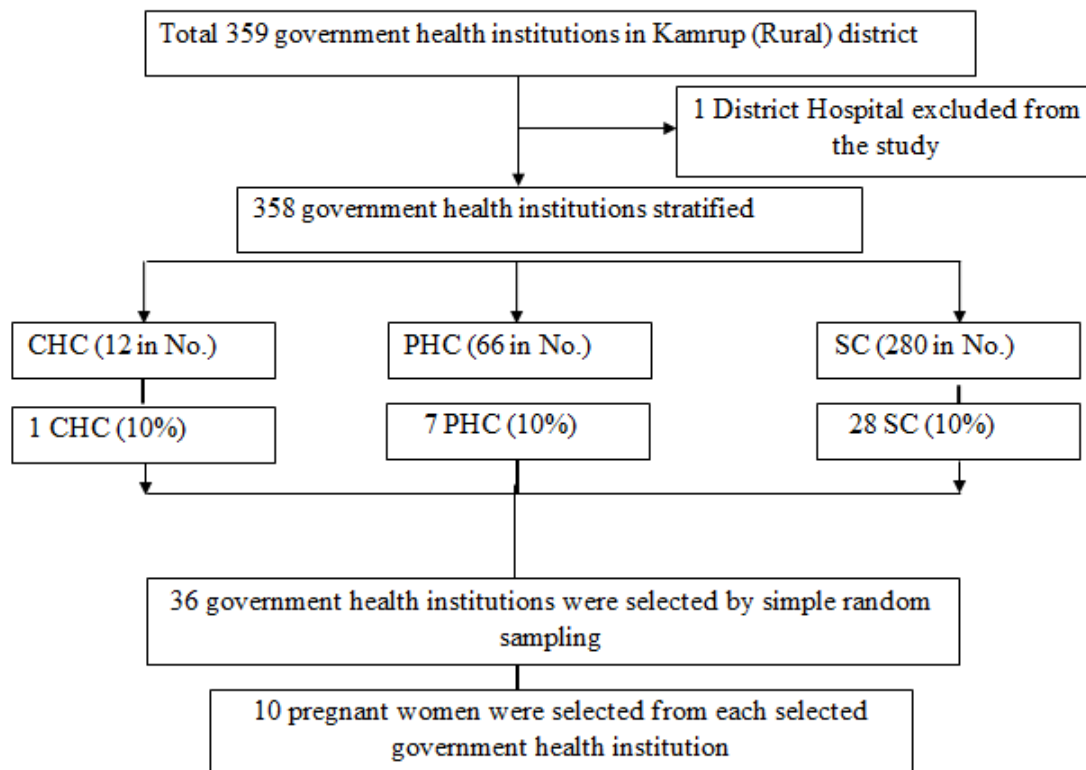 Total 359 government health institutions in Kamrup (Rural) district
1 District Hospital excluded from
the study
358 government health institutions stratified
CHC (12 in No.)
PHC (66 in No.)
SC (280 in No.)
1 CHC (10%)
7 PHC (10%)
28 SC (10%)
36 government health institutions were selected by simple random
sampling
10 pregnant women were selected from each selected
government health institution